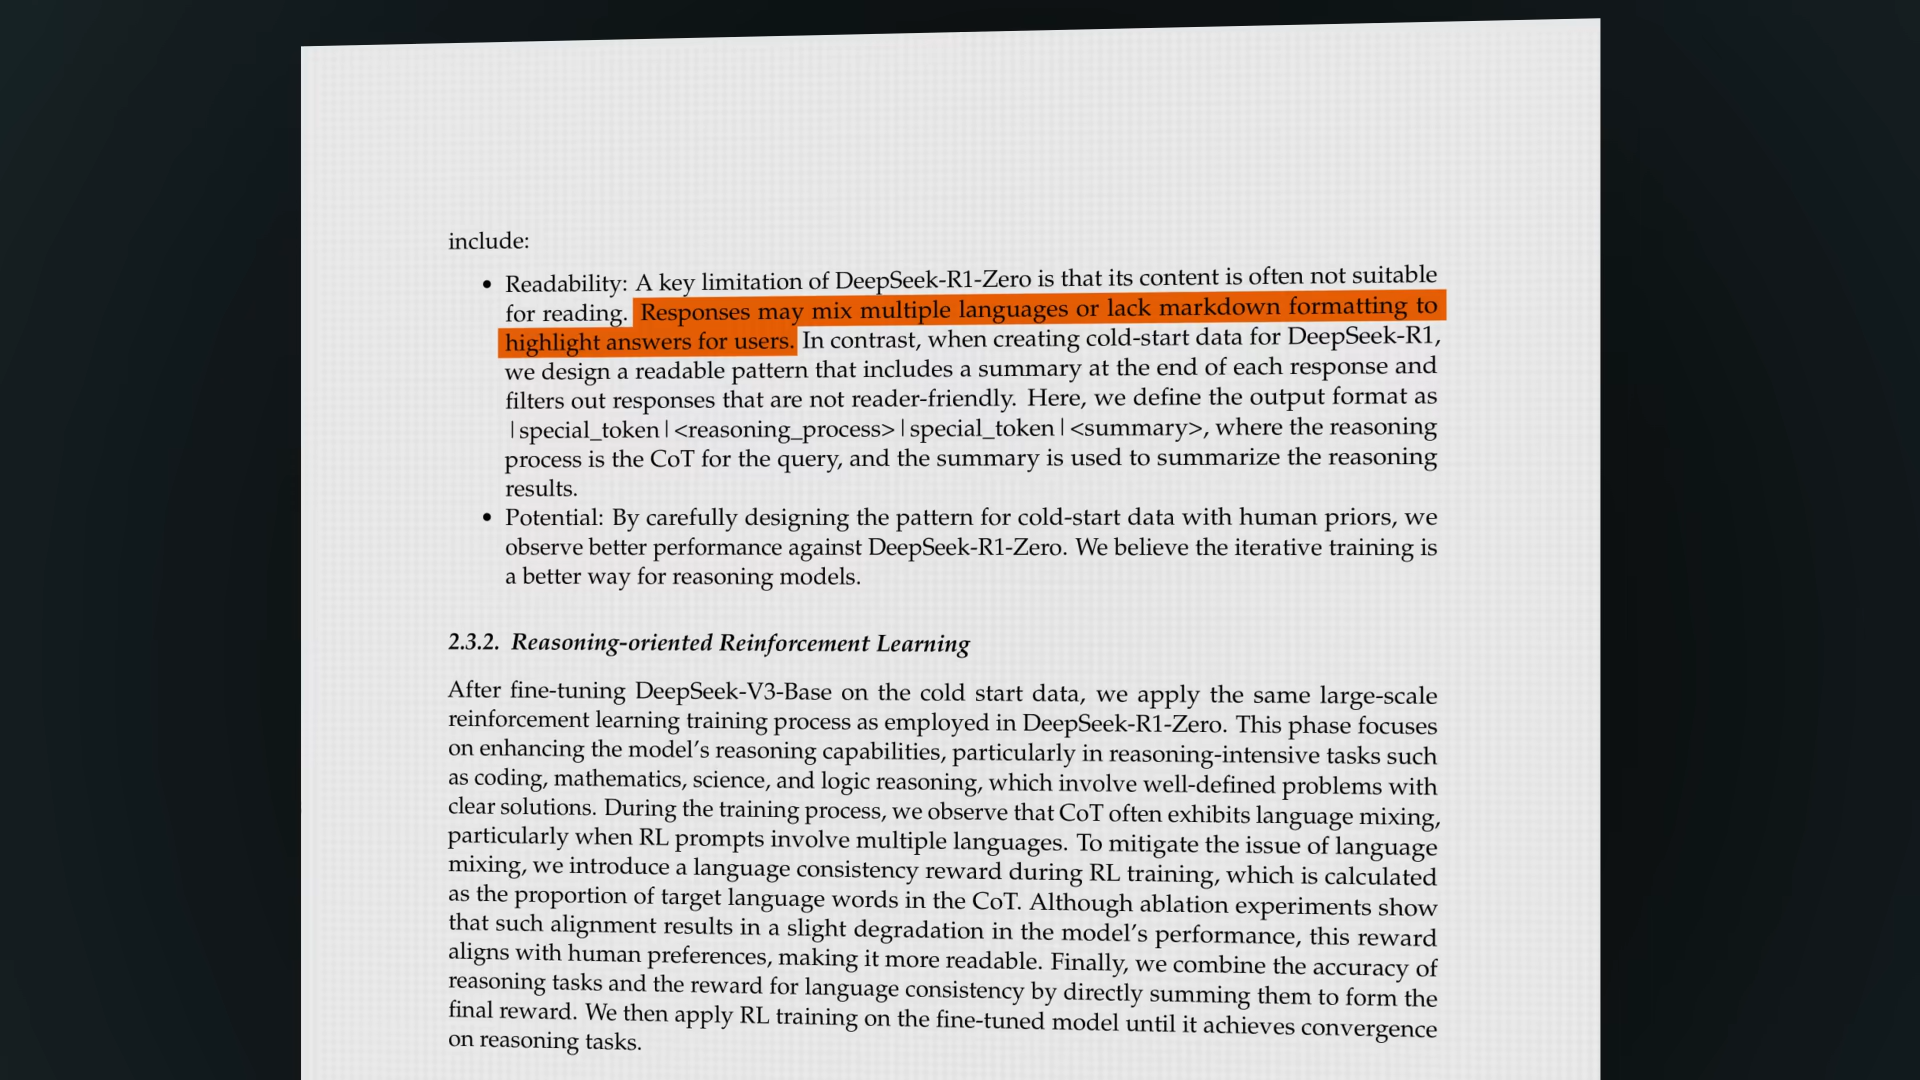 include:
• Readability: A key limitation of DeepSeek-R1-Zero is that its content is often not suitable
for reading. Responses may mix multiple languages or lack markdown formatting to
highlight answers for users. In contrast, when creating cold-start data for DeepSeek-R1,
we design a readable pattern that includes a summary at the end of each response and
filters out responses that are not reader-friendly. Here, we define the output format as
|special_token|<reasoning_process>|special_token|<summary>, where the reasoning
process is the CoT for the query, and the summary is used to summarize the reasoning
results.
• Potential: By carefully designing the pattern for cold-start data with human priors, we
observe better performance against DeepSeek-R1-Zero. We believe the iterative training is
a better way for reasoning models.
2.3.2. Reasoning-oriented Reinforcement Learning
After fine-tuning DeepSeek-V3-Base on the cold start data, we apply the same large-scale
reinforcement learning training process as employed in DeepSeek-R1-Zero. This phase focuses
on enhancing the model's reasoning capabilities, particularly in reasoning-intensive tasks such
as coding, mathematics, science, and logic reasoning, which involve well-defined problems with
clear solutions. During the training process, we observe that CoT often exhibits language mixing,
particularly when RL prompts involve multiple languages. To mitigate the issue of language
mixing, we introduce a language consistency reward during RL training, which is calculated
as the proportion of target language words in the CoT. Although ablation experiments show
that such alignment results in a slight degradation in the model's performance, this reward
aligns with human preferences, making it more readable. Finally, we combine the accuracy of
reasoning tasks and the reward for language consistency by directly summing them to form the
final reward. We then apply RL training on the fine-tuned model until it achieves convergence
on reasoning tasks.